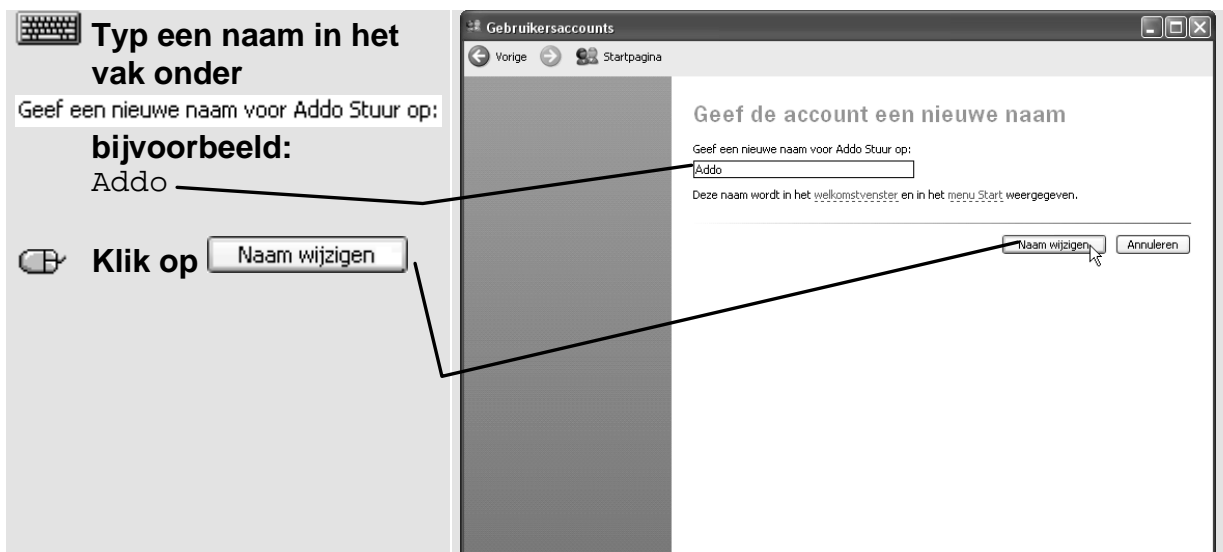 Typ een naam in het
vak onder
Geef een nieuwe naam voor Addo Stuur op:
bijvoorbeeld:
Addo
Klik op Naam wijzigen
Gebruikersaccounts
Vorige Startpagina
Geef de account een nieuwe naam
Geef een nieuwe naam voor Addo Stuur op:
Addo
Deze naam wordt in het welkomstvenster en in het menu Start weergegeven.
Naam wijzigen Annuleren